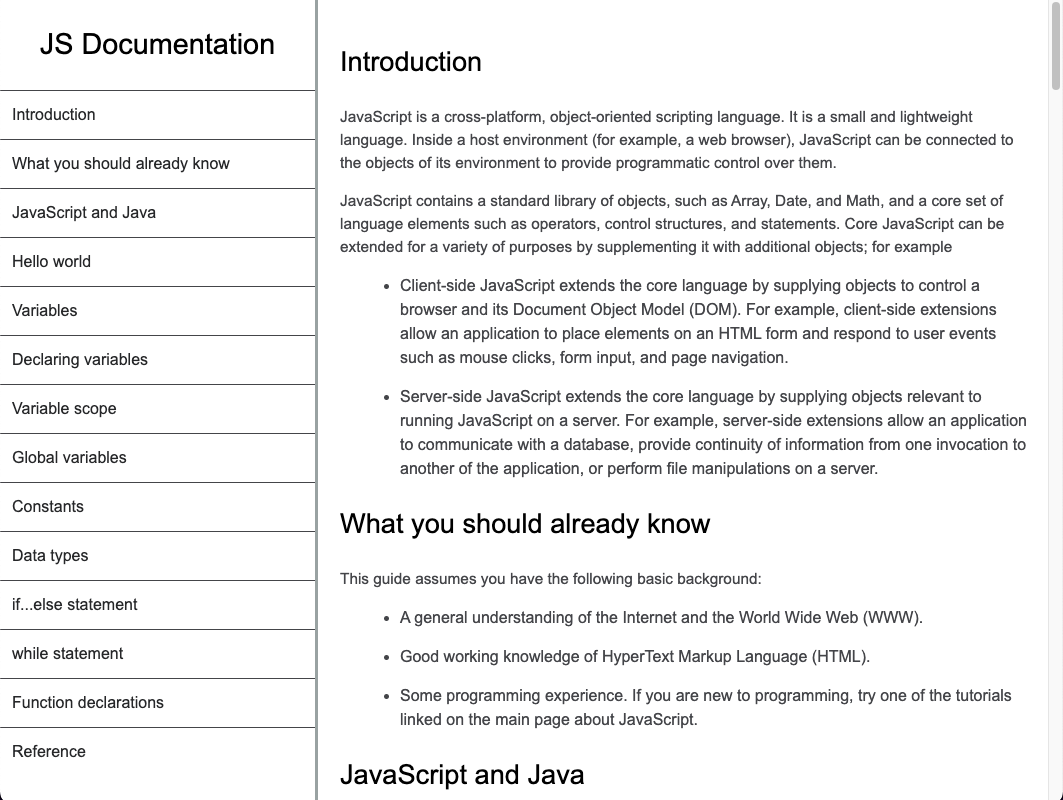 JS Documentation
Introduction
What you should already know
JavaScript and Java
Hello world
Variables
Declaring variables
Variable scope
Global variables
Constants
Data types
if...else statement
while statement
Function declarations
Reference
Introduction
JavaScript is a cross-platform, object-oriented scripting language. It is a small and lightweight
language. Inside a host environment (for example, a web browser), JavaScript can be connected to
the objects of its environment to provide programmatic control over them.
JavaScript contains a standard library of objects, such as Array, Date, and Math, and a core set of
language elements such as operators, control structures, and statements. Core JavaScript can be
extended for a variety of purposes by supplementing it with additional objects; for example
• Client-side JavaScript extends the core language by supplying objects to control a
browser and its Document Object Model (DOM). For example, client-side extensions
allow an application to place elements on an HTML form and respond to user events
such as mouse clicks, form input, and page navigation.
• Server-side JavaScript extends the core language by supplying objects relevant to
running JavaScript on a server. For example, server-side extensions allow an application
to communicate with a database, provide continuity of information from one invocation to
another of the application, or perform file manipulations on a server.
What you should already know
This guide assumes you have the following basic background:
• A general understanding of the Internet and the World Wide Web (WWW).
• Good working knowledge of HyperText Markup Language (HTML).
• Some programming experience. If you are new to programming, try one of the tutorials
linked on the main page about JavaScript.
JavaScript and Java